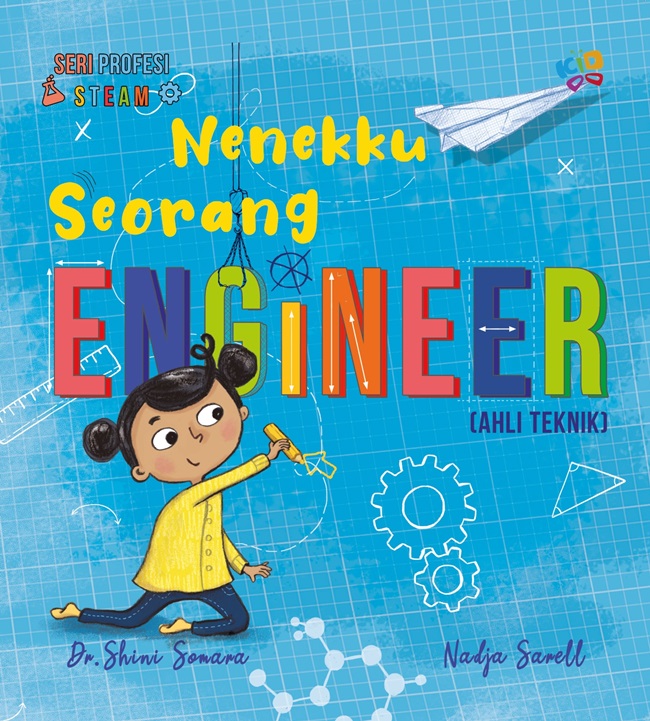 SERI PROFESI
STEAM
Nenekku
Seorang
ENGiNEER
(AHLI TEKNIK)
Dr. Shini Somara
Nadja Sarell